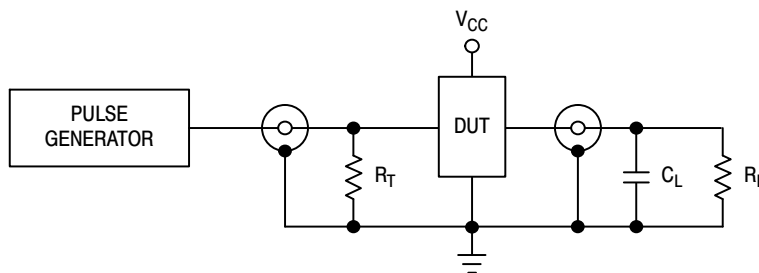 VCC
PULSE
GENERATOR
DUT
RT
CL